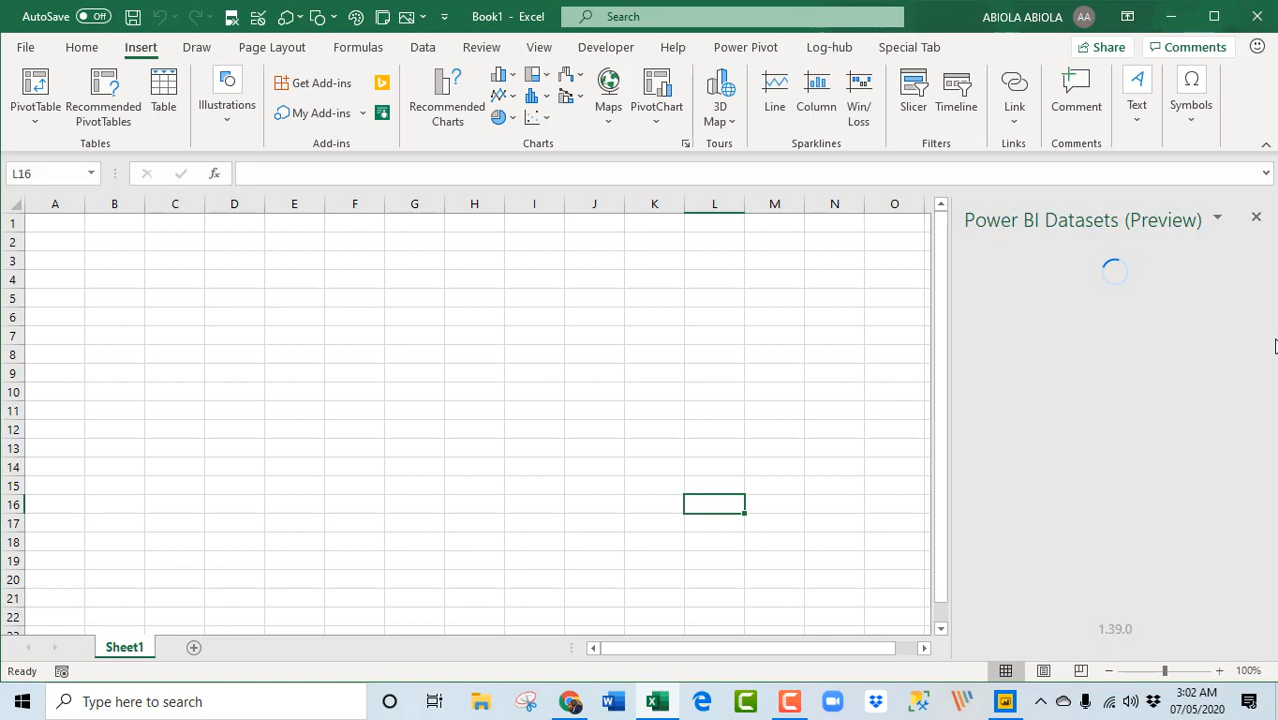 AutoSave Off Book1 - Excel Search ABIOLA ABIOLA AA
File Home Insert Draw Page Layout Formulas Data Review View Developer Help Power Pivot Log-hub Special Tab Share Comments
PivotTable Recommended PivotTables Table Illustrations Get Add-ins My Add-ins Recommended Charts Maps PivotChart 3D Map Line Column Win/Loss Slicer Timeline Link Comment Text Symbols
Tables Add-ins Charts Tours Sparklines Filters Links Comments
L16 fx
A B C D E F G H I J K L M N O
Power BI Datasets (Preview)
1
2
3
4
5
6
7
8
9
10
11
12
13
14
15
16
17
18
19
20
21
22
1.39.0
Sheet1
Ready 100%
Type here to search 3:02 AM
07/05/2020